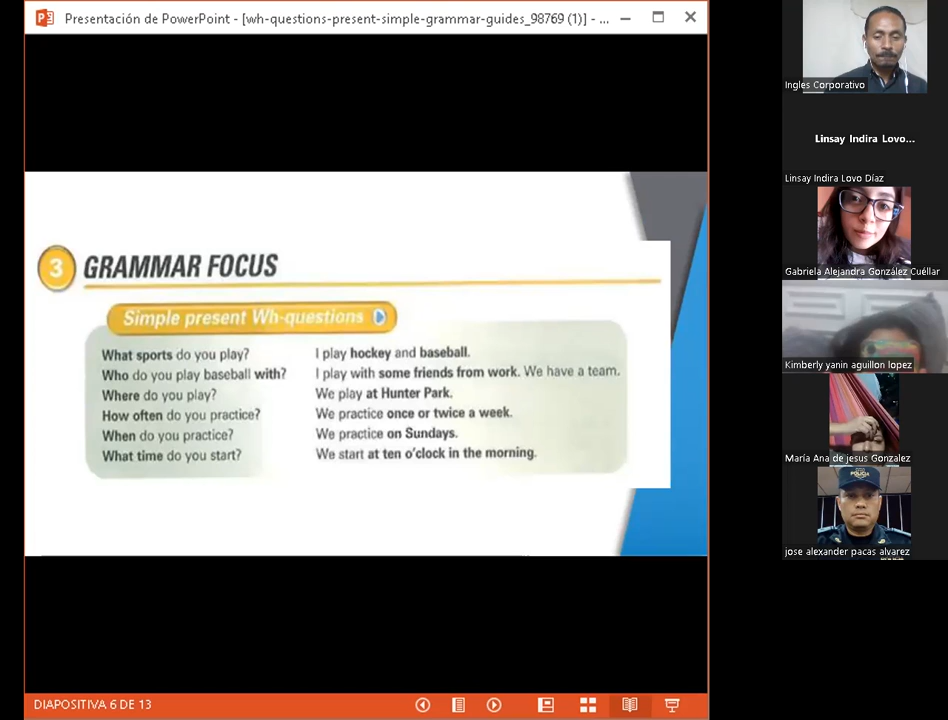 Presentación de PowerPoint - [wh-questions-present-simple-grammar-guides_98769 (1)] - ...
3 GRAMMAR FOCUS
Simple present Wh-questions
What sports do you play? I play hockey and baseball.
Who do you play baseball with? I play with some friends from work. We have a team.
Where do you play? We play at Hunter Park.
How often do you practice? We practice once or twice a week.
When do you practice? We practice on Sundays.
What time do you start? We start at ten o'clock in the morning.
DIAPOSITIVA 6 DE 13
Ingles Corporativo
Linsay Indira Lovo...
Linsay Indira Lovo Díaz
Gabriela Alejandra González Cuéllar
Kimberly yanin aguillon lopez
María Ana de jesus Gonzalez
POLICIA
jose alexander pacas alvarez